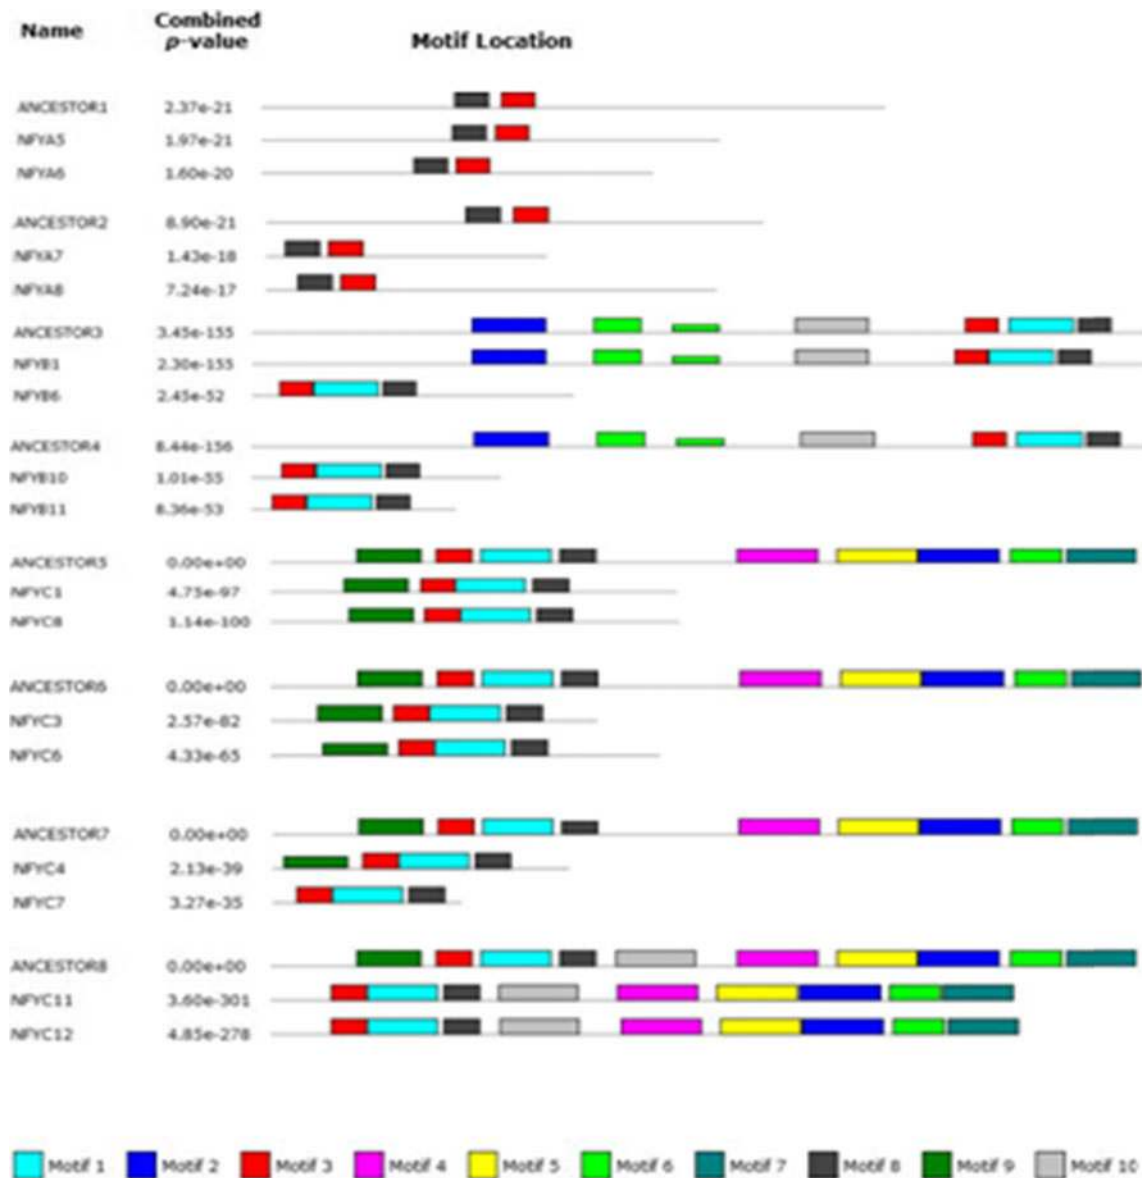 Name Combined p-value Motif Location
ANCESTOR1 2.37e-21
NFYA5 1.97e-21
NFYA6 1.60e-20
ANCESTOR2 8.90e-21
NFYA7 1.43e-18
NFYA8 7.24e-17
ANCESTOR3 3.45e-155
NFYB1 2.30e-155
NFYB6 2.45e-52
ANCESTOR4 8.44e-156
NFYB10 1.01e-55
NFYB11 8.36e-53
ANCESTOR5 0.00e+00
NFYC1 4.75e-97
NFYC8 1.14e-100
ANCESTOR6 0.00e+00
NFYC3 2.57e-82
NFYC6 4.33e-65
ANCESTOR7 0.00e+00
NFYC4 2.13e-39
NFYC7 3.27e-35
ANCESTOR8 0.00e+00
NFYC11 3.60e-301
NFYC12 4.85e-278
Motif 1 Motif 2 Motif 3 Motif 4 Motif 5 Motif 6 Motif 7 Motif 8 Motif 9 Motif 10